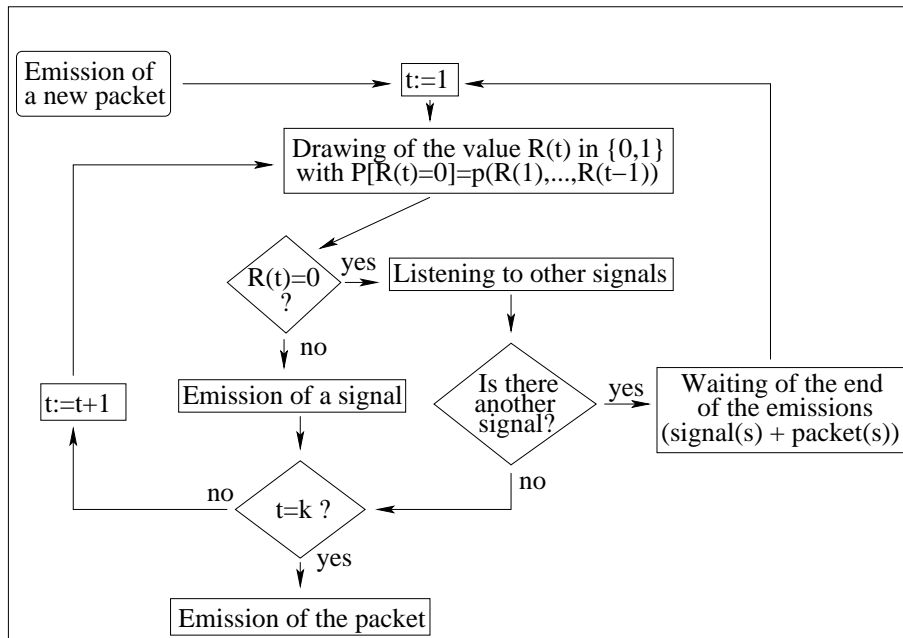 Emission of
a new packet
t:=1
Drawing of the value R(t) in {0,1}
with P[R(t)=0]=p(R(1),...,R(t−1))
R(t)=0
?
yes
Listening to other signals
no
t:=t+1
Emission of a signal
Is there
another
signal?
yes
Waiting of the end
of the emissions
(signal(s) + packet(s))
no
no
t=k ?
yes
Emission of the packet